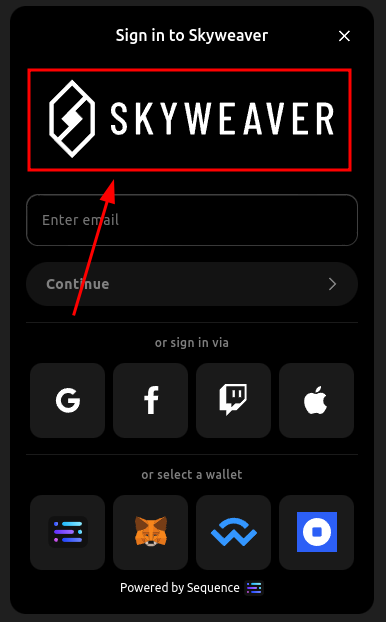 Sign in to Skyweaver
SKYWEAVER
Enter email
Continue
or sign in via
or select a wallet
Powered by Sequence